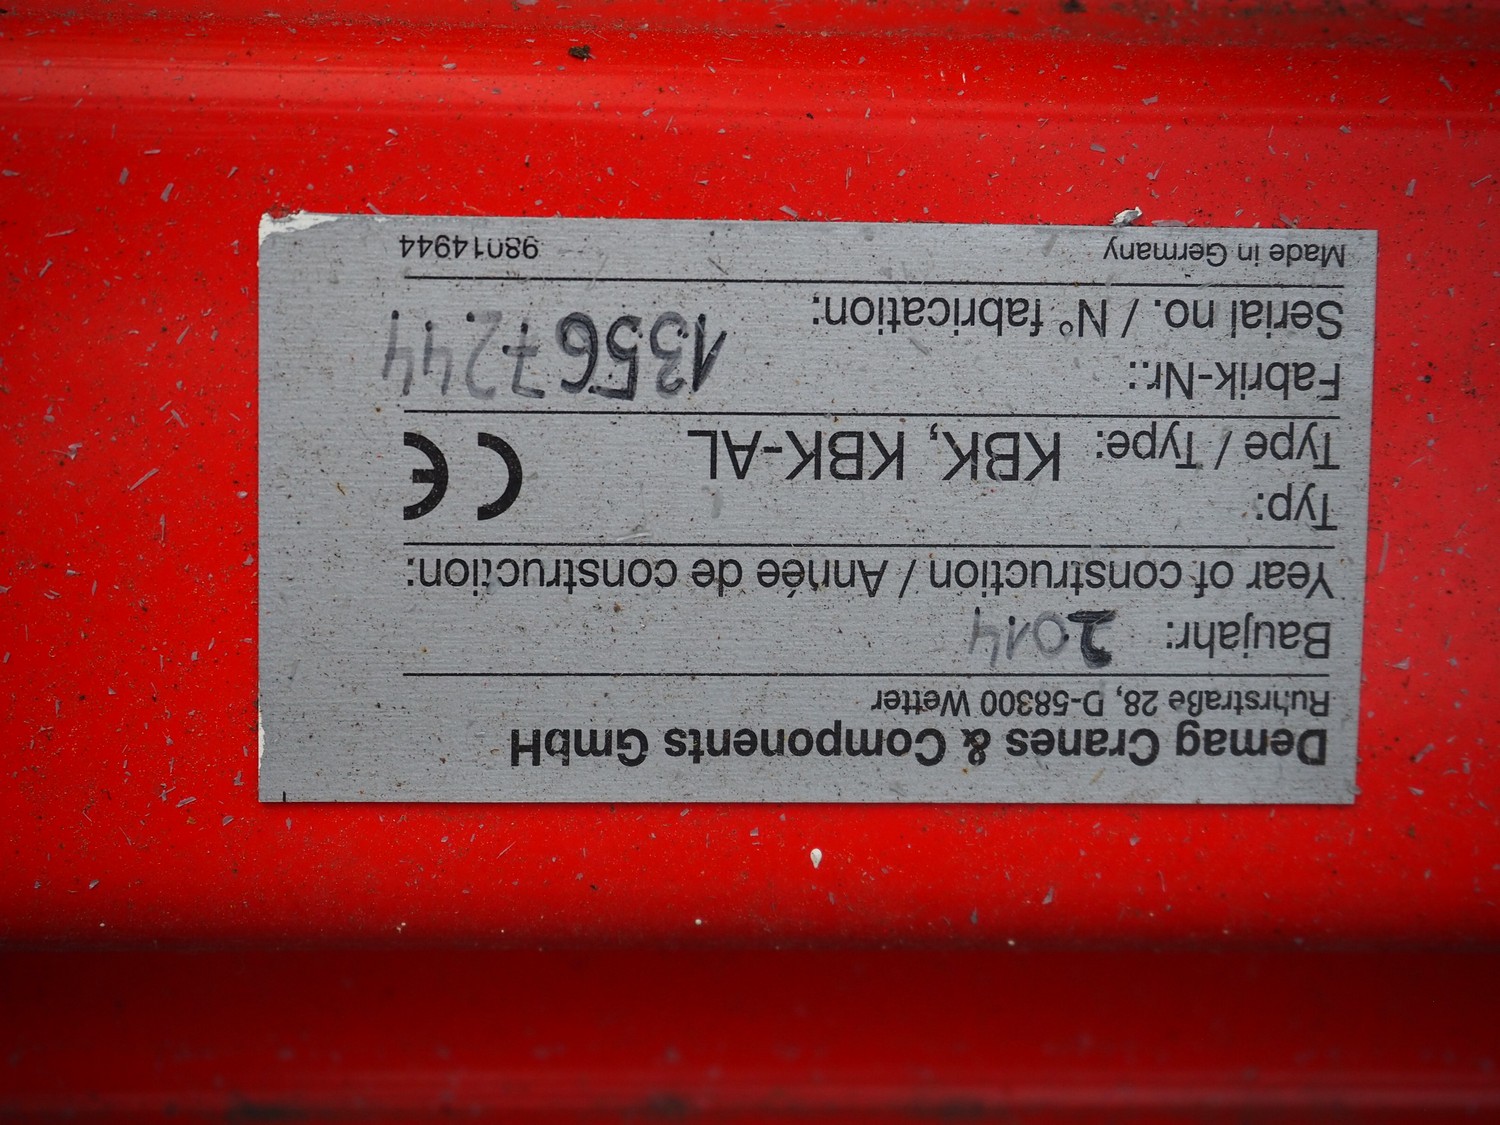 Demag Cranes & Components GmbH
Ruhrstraße 28, D-58300 Wetter
Baujahr: 2014
Year of construction / Année de construction:
Typ:
Type / Type: KBK, KBK-AL CE
Fabrik-Nr.: 13567244
Serial no. / N° fabrication:
Made in Germany 98014944